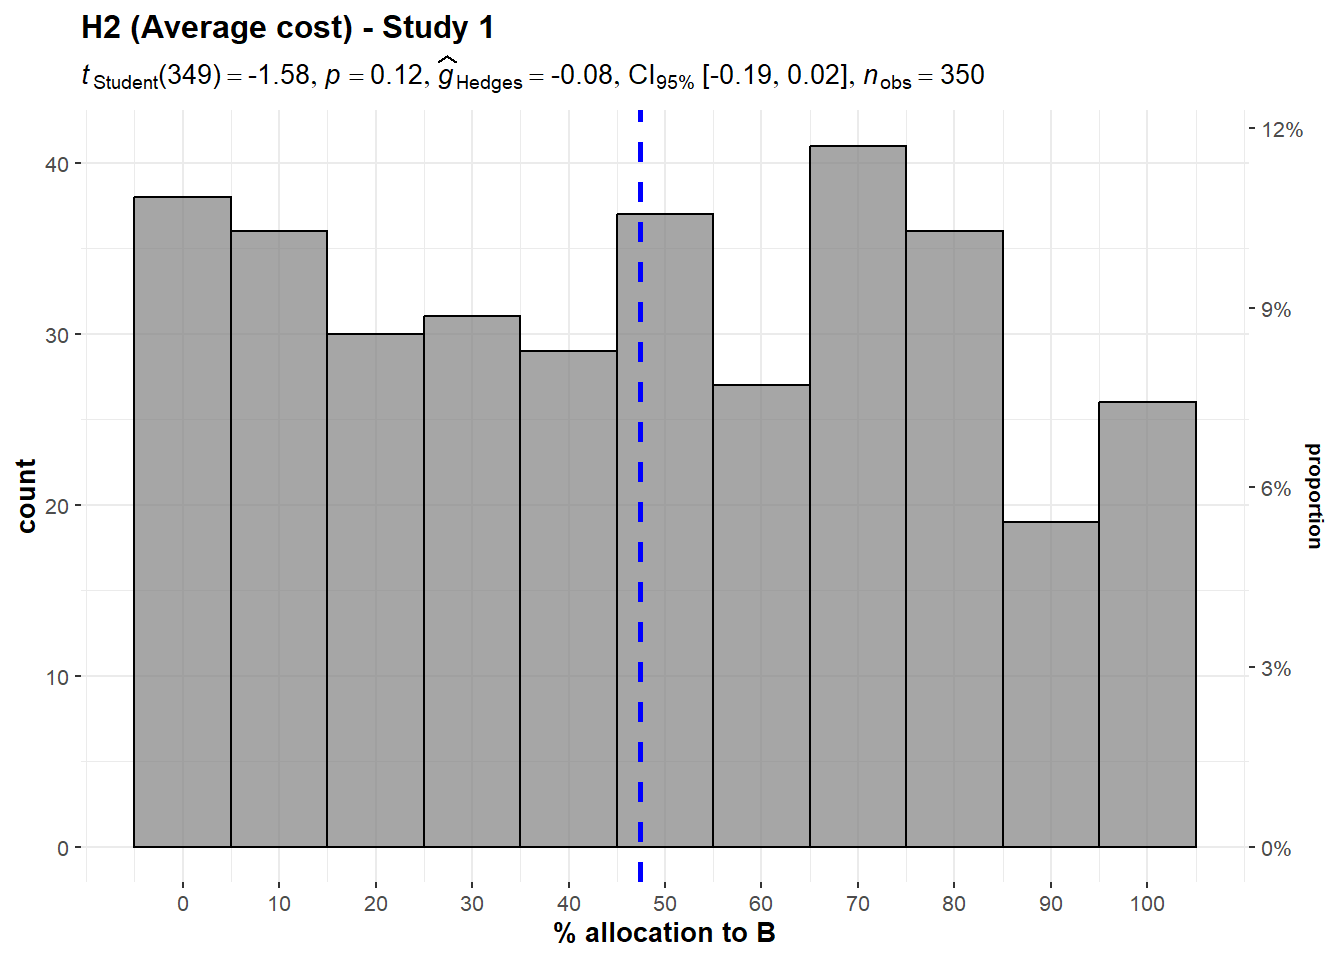 H2 (Average cost) - Study 1
t Student(349) = -1.58, p = 0.12, ĝ Hedges = -0.08, CI95% [-0.19, 0.02], n obs = 350
40
30
20
10
0
count
12%
9%
6%
3%
0%
proportion
0 10 20 30 40 50 60 70 80 90 100
% allocation to B